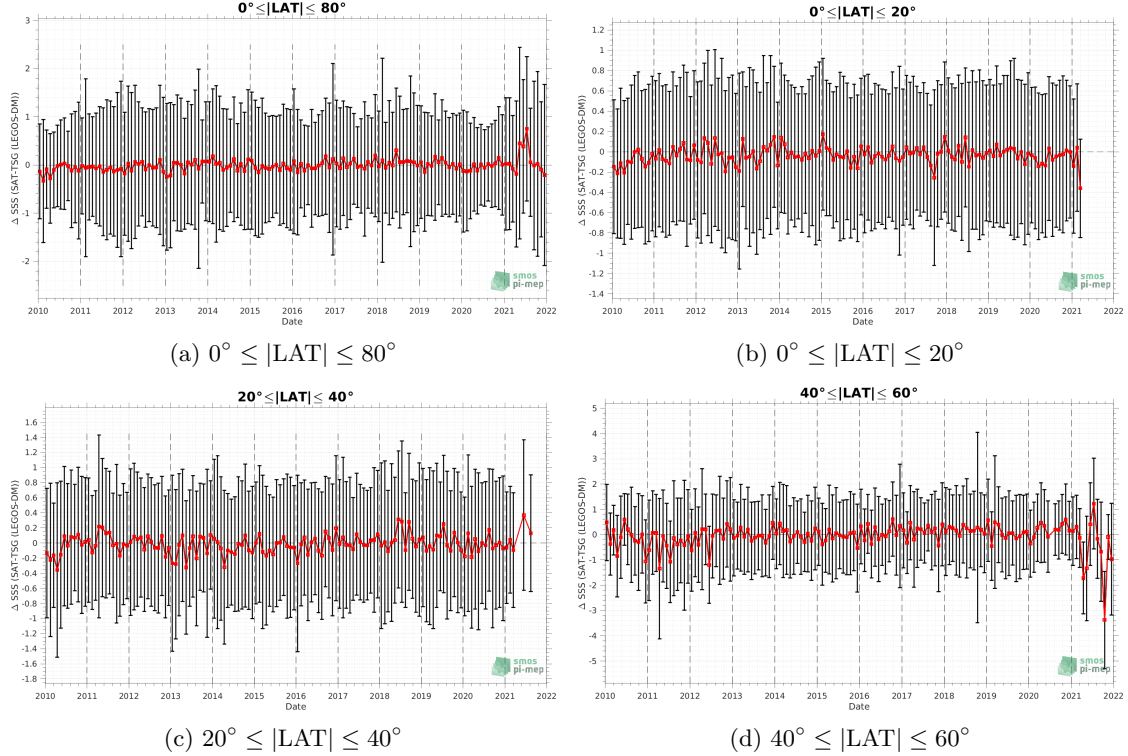 0°≤|LAT|≤ 80°
Δ SSS (SAT-TSG (LEGOS-DM))
3
2
1
0
-1
-2
2010 2011 2012 2013 2014 2015 2016 2017 2018 2019 2020 2021 2022
Date
smos
pi-mep
(a) 0° ≤ |LAT| ≤ 80°
0°≤|LAT|≤ 20°
Δ SSS (SAT-TSG (LEGOS-DM))
1.2
1
0.8
0.6
0.4
0.2
0
-0.2
-0.4
-0.6
-0.8
-1
-1.2
-1.4
2010 2011 2012 2013 2014 2015 2016 2017 2018 2019 2020 2021 2022
Date
smos
pi-mep
(b) 0° ≤ |LAT| ≤ 20°
20°≤|LAT|≤ 40°
Δ SSS (SAT-TSG (LEGOS-DM))
1.6
1.4
1.2
1
0.8
0.6
0.4
0.2
0
-0.2
-0.4
-0.6
-0.8
-1
-1.2
-1.4
-1.6
-1.8
2010 2011 2012 2013 2014 2015 2016 2017 2018 2019 2020 2021 2022
Date
smos
pi-mep
(c) 20° ≤ |LAT| ≤ 40°
40°≤|LAT|≤ 60°
Δ SSS (SAT-TSG (LEGOS-DM))
5
4
3
2
1
0
-1
-2
-3
-4
-5
2010 2011 2012 2013 2014 2015 2016 2017 2018 2019 2020 2021 2022
Date
smos
pi-mep
(d) 40° ≤ |LAT| ≤ 60°